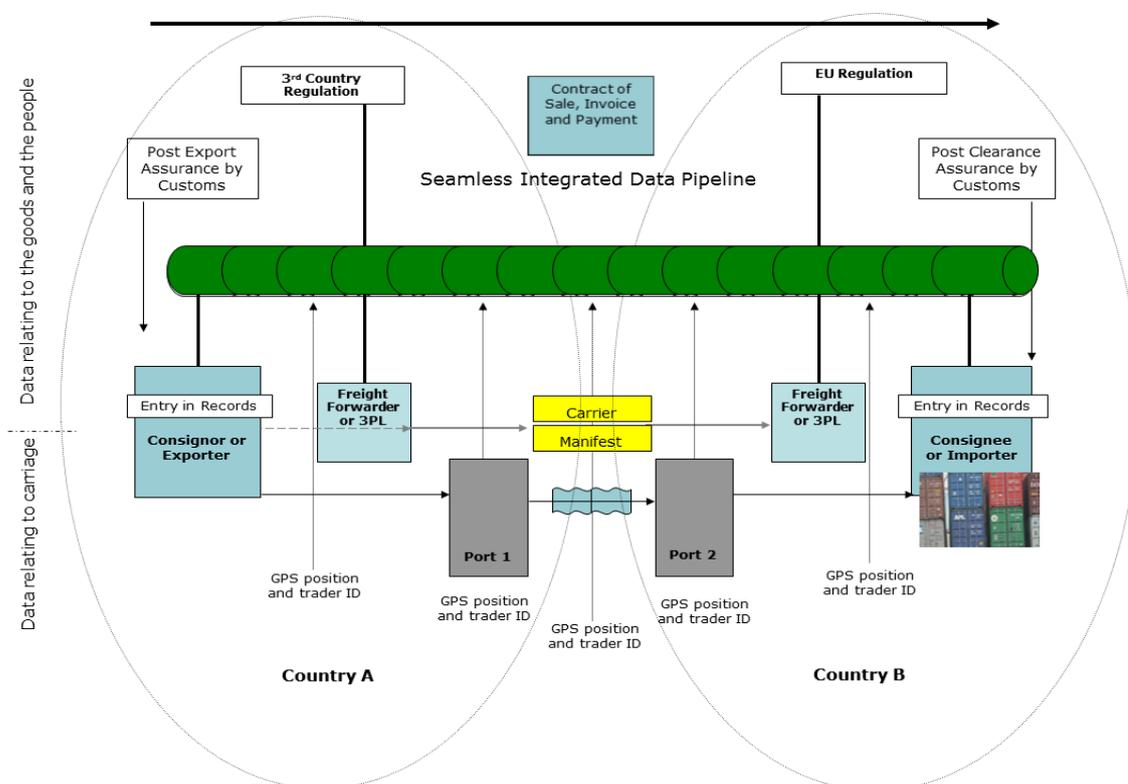 3rd Country
Regulation
EU Regulation
Contract of
Sale, Invoice
and Payment
Post Export
Assurance by
Customs
Post Clearance
Assurance by
Customs
Seamless Integrated Data Pipeline
Data relating to the goods and the people
Data relating to carriage
Entry in Records
Consignor or
Exporter
Freight
Forwarder
or 3PL
Carrier
Manifest
Freight
Forwarder
or 3PL
Entry in Records
Consignee
or Importer
Port 1
Port 2
GPS position
and trader ID
GPS position
and trader ID
GPS position
and trader ID
GPS position
and trader ID
GPS position
and trader ID
Country A
Country B